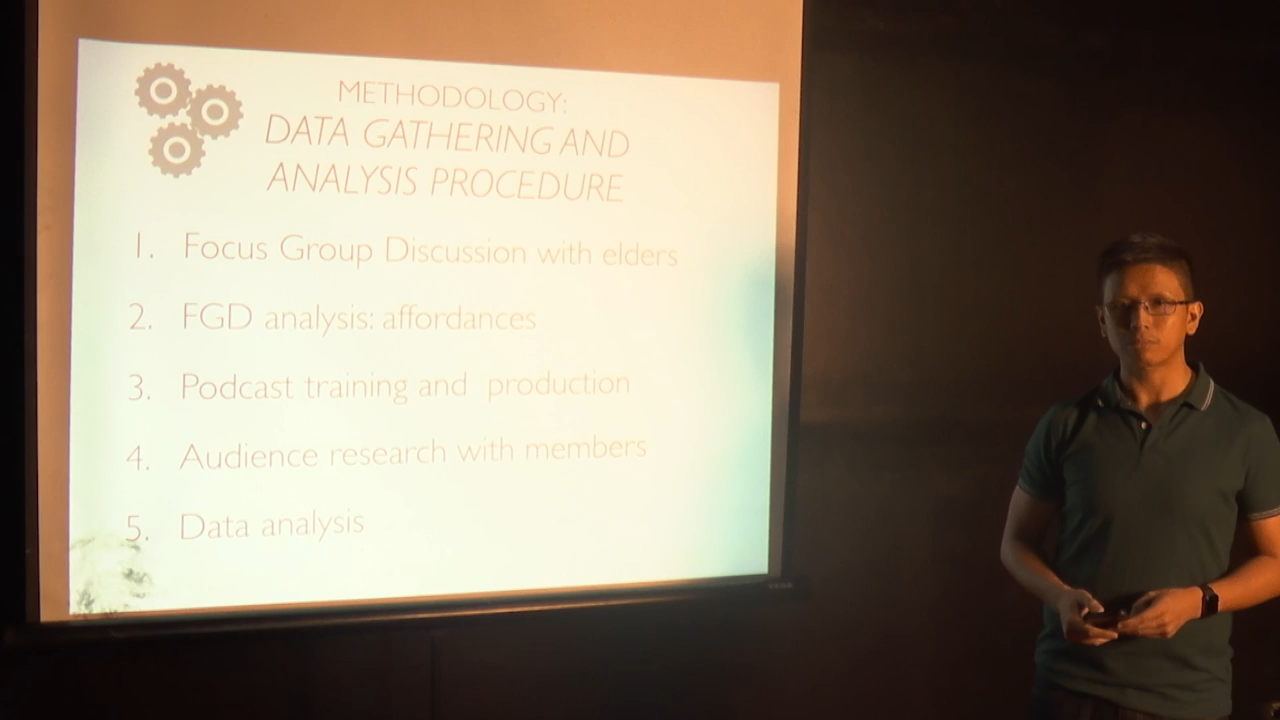 METHODOLOGY:
DATA GATHERING AND
ANALYSIS PROCEDURE
1. Focus Group Discussion with elders
2. FGD analysis: affordances
3. Podcast training and production
4. Audience research with members
5. Data analysis